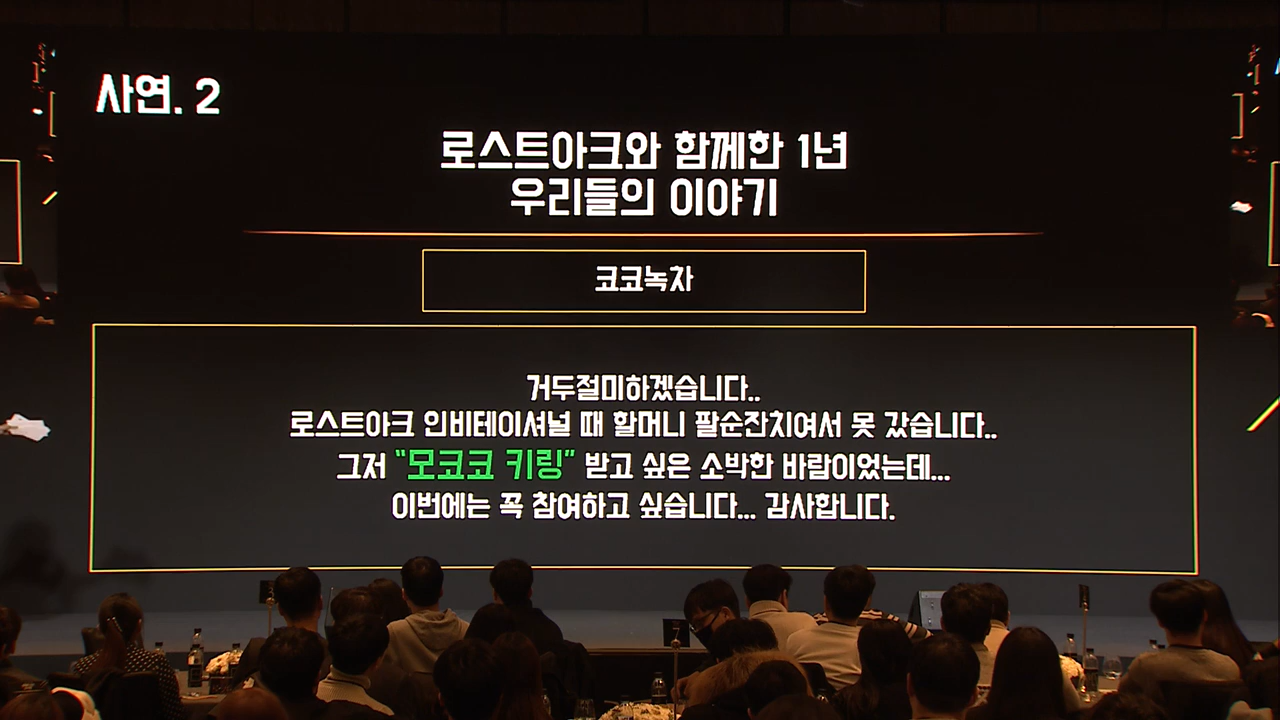 사연. 2
로스트아크와 함께한 1년
우리들의 이야기
코코녹차
거두절미하겠습니다..
로스트아크 인비테이셔널 때 할머니 팔순잔치여서 못 갔습니다..
그저 “모코코 키링” 받고 싶은 소박한 바람이었는데...
이번에는 꼭 참여하고 싶습니다... 감사합니다.